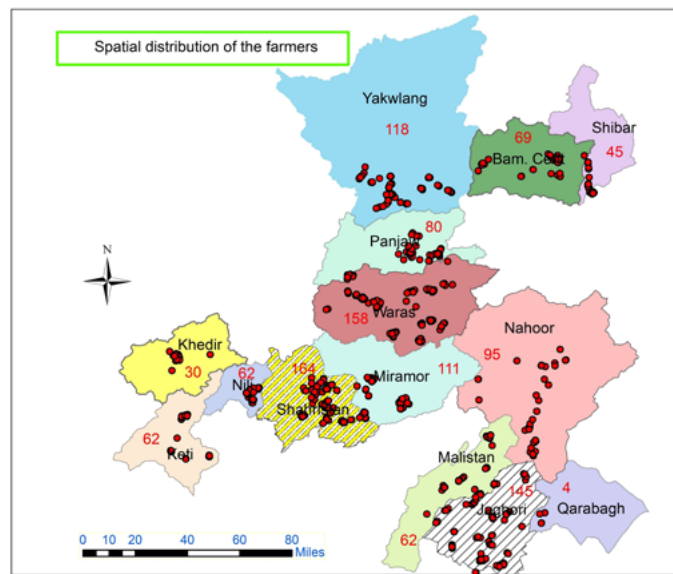 Spatial distribution of the farmers
Yakwlang
118
69
Shibar
Bam. Cent
45
80
Panjab
Waras
158
Nahoor
95
N
Khedir
30
62
Nili
164
Shahristan
Miramor
111
62
Keti
Malistan
145
4
Jaghori
Qarabagh
62
0 10 20 40 60 80
Miles